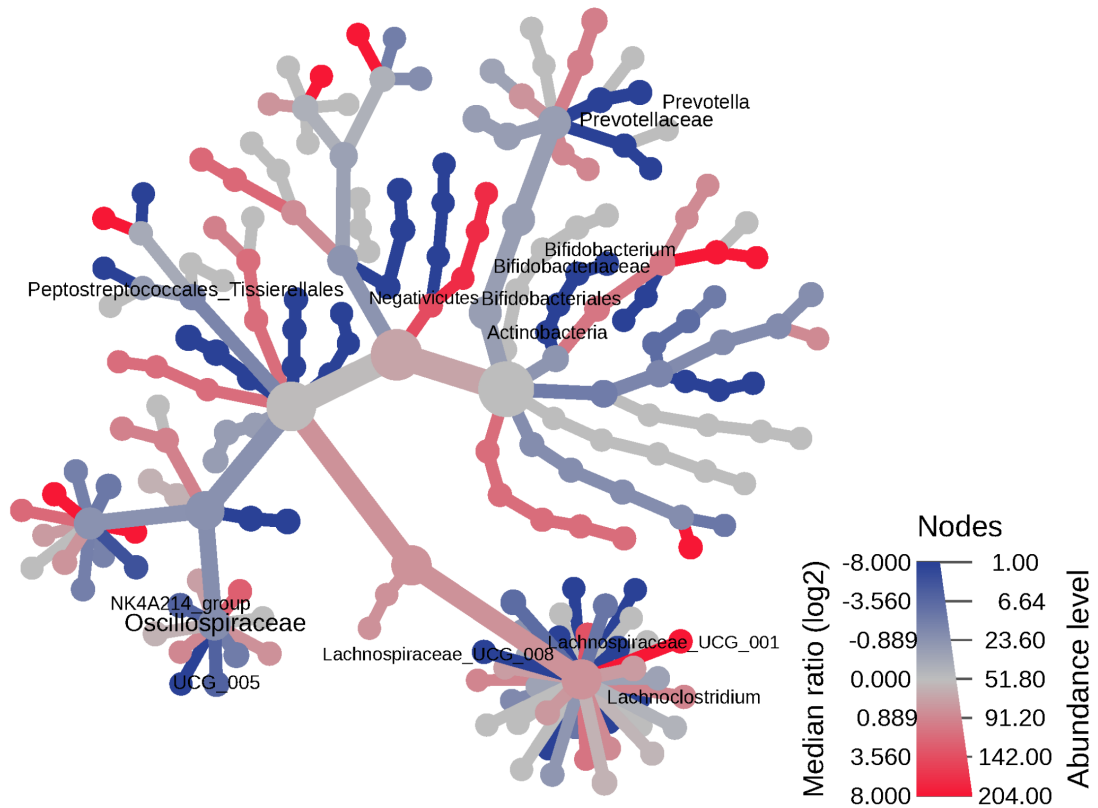 Prevotella
Prevotellaceae
Bifidobacterium
Bifidobacteriaceae
Peptostreptococcales_Tissierellales
Negativicutes
Bifidobacteriales
Actinobacteria
NK4A214_group
Oscillospiraceae
Lachnospiraceae_UCG_001
Lachnospiraceae_UCG_008
UCG_005
Lachnoclostridium
Nodes
Median ratio (log2)
Abundance level
-8.000 1.00
-3.560 6.64
-0.889 23.60
0.000 51.80
0.889 91.20
3.560 142.00
8.000 204.00